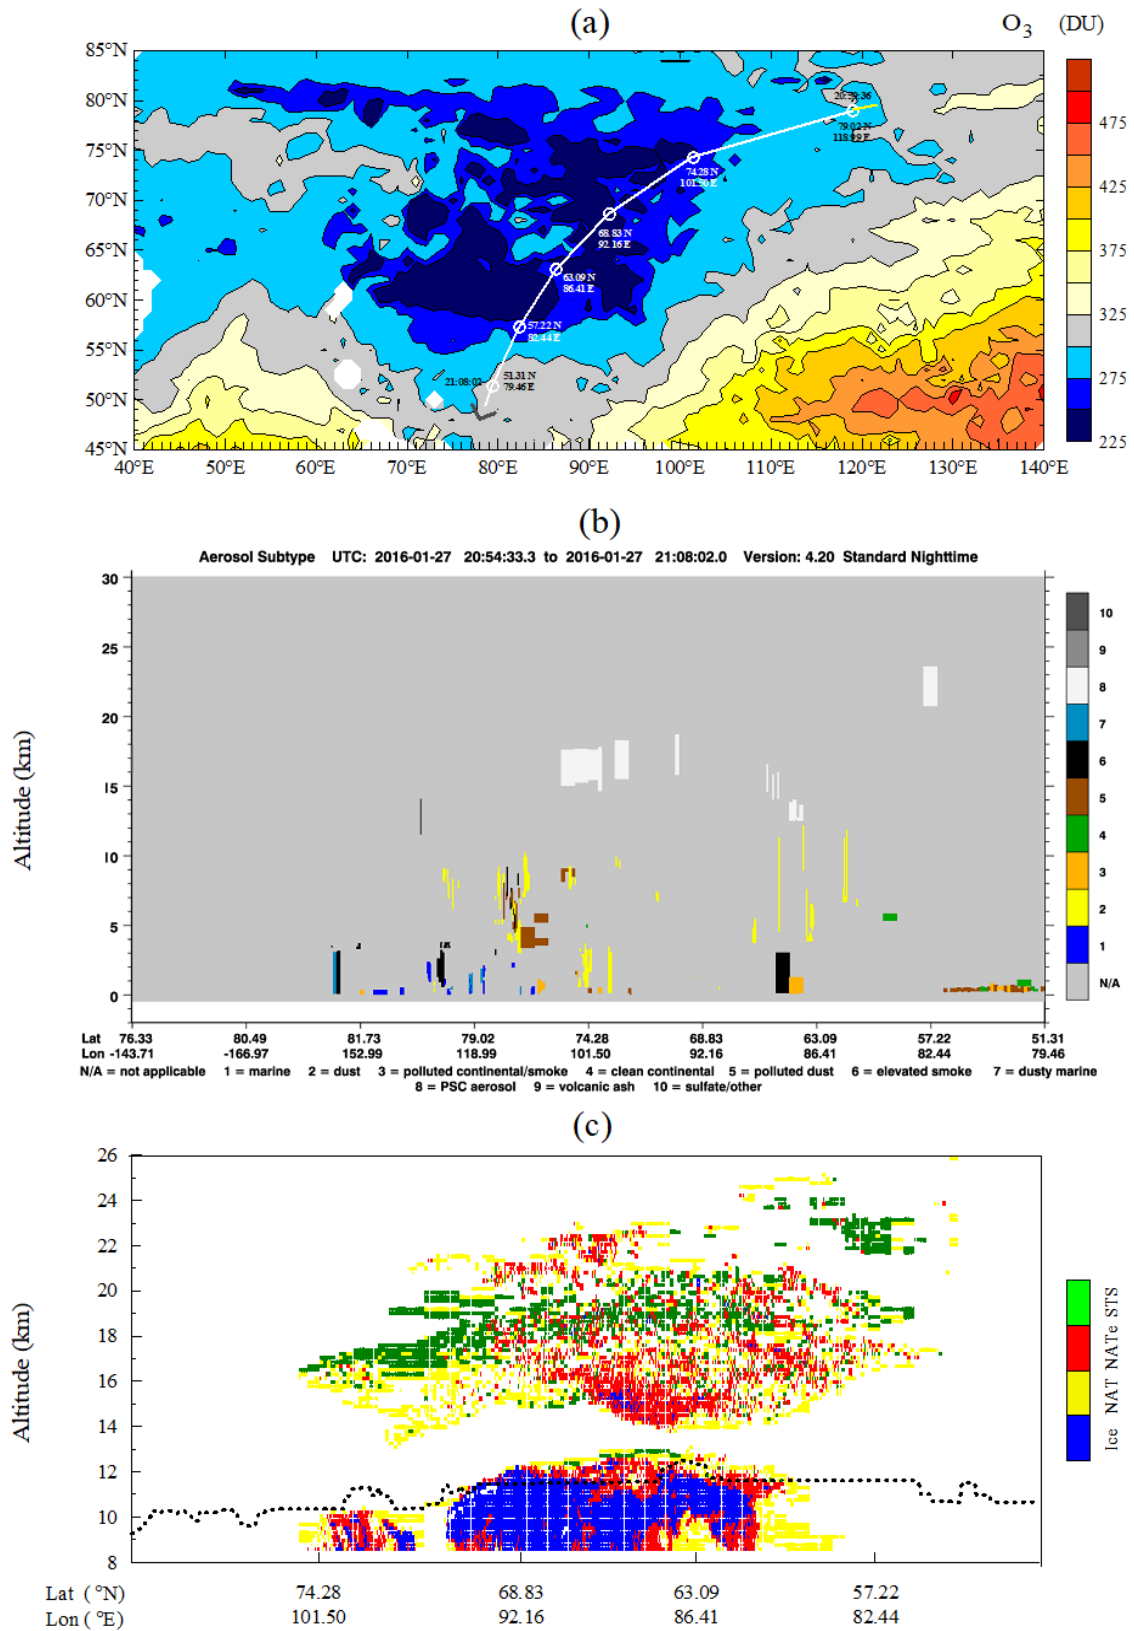 (a)
O3 (DU)
85°N
80°N
75°N
70°N
65°N
60°N
55°N
50°N
45°N
40°E 50°E 60°E 70°E 80°E 90°E 100°E 110°E 120°E 130°E 140°E
79.02 N
118.99 E
74.28 N
101.50 E
68.83 N
92.16 E
63.09 N
86.41 E
57.22 N
82.44 E
51.31 N
79.46 E
21:08:02
475
425
375
325
275
225
(b)
Aerosol Subtype UTC: 2016-01-27 20:54:33.3 to 2016-01-27 21:08:02.0 Version: 4.20 Standard Nighttime
Altitude (km)
30
25
20
15
10
5
0
10
9
8
7
6
5
4
3
2
1
N/A
Lat 76.33 80.49 81.73 79.02 74.28 68.83 63.09 57.22 51.31
Lon -143.71 -166.97 152.99 118.99 101.50 92.16 86.41 82.44 79.46
N/A = not applicable 1 = marine 2 = dust 3 = polluted continental/smoke 4 = clean continental 5 = polluted dust 6 = elevated smoke 7 = dusty marine
8 = PSC aerosol 9 = volcanic ash 10 = sulfate/other
(c)
Altitude (km)
26
24
22
20
18
16
14
12
10
8
Ice NAT NATe STS
Lat (°N) 74.28 68.83 63.09 57.22
Lon (°E) 101.50 92.16 86.41 82.44